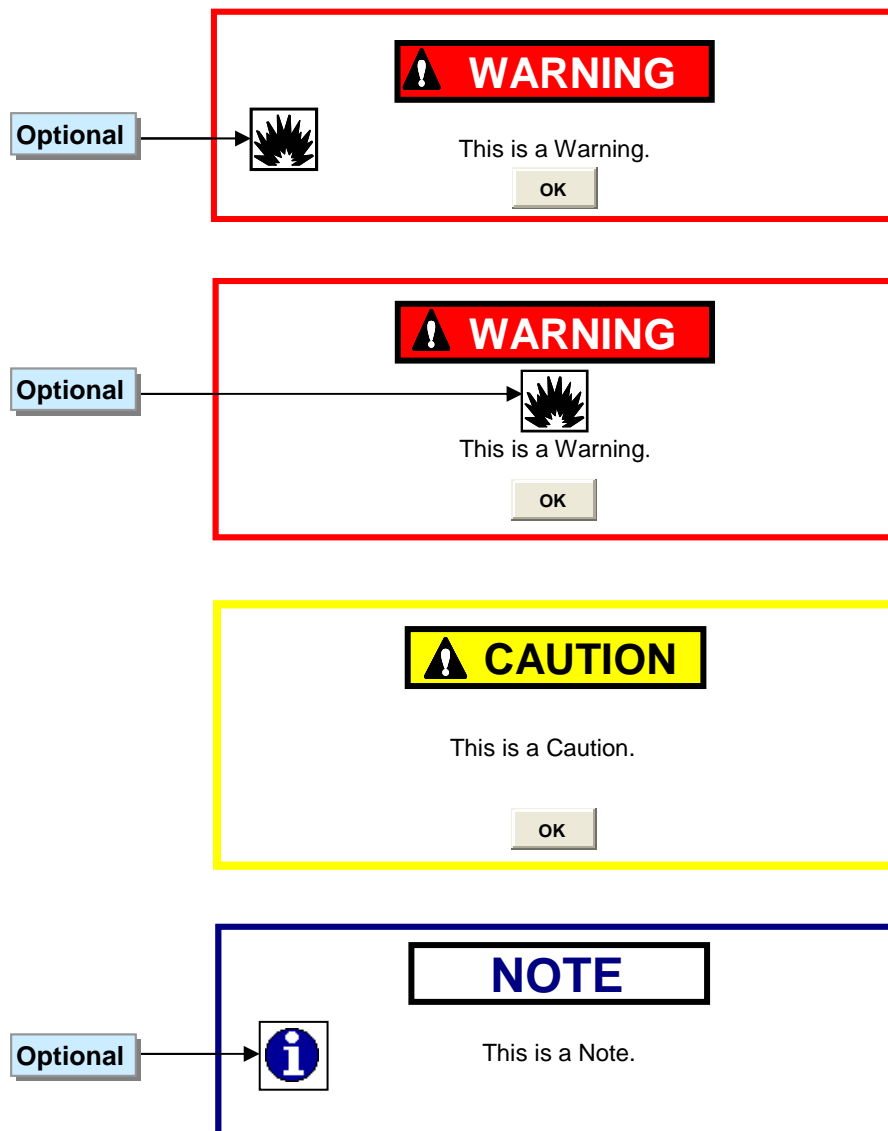 WARNING
Optional
This is a Warning.
OK
WARNING
Optional
This is a Warning.
OK
CAUTION
This is a Caution.
OK
NOTE
Optional
This is a Note.